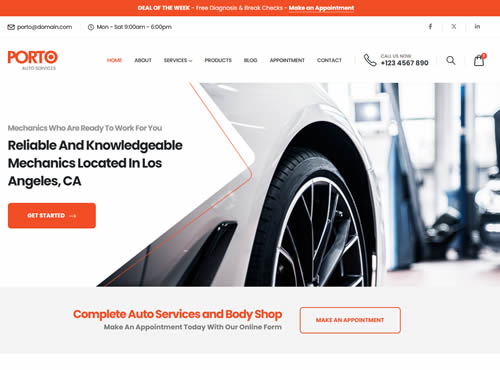 DEAL OF THE WEEK - Free Diagnosis & Break Checks - Make an Appointment
porto@domain.com Mon - Sat 9:00am - 6:00pm
PORTO
AUTO SERVICES
HOME ABOUT SERVICES PRODUCTS BLOG APPOINTMENT CONTACT
CALL US NOW
+123 4567 890
Mechanics Who Are Ready To Work For You
Reliable And Knowledgeable
Mechanics Located In Los
Angeles, CA
GET STARTED
Complete Auto Services and Body Shop
Make An Appointment Today With Our Online Form
MAKE AN APPOINTMENT